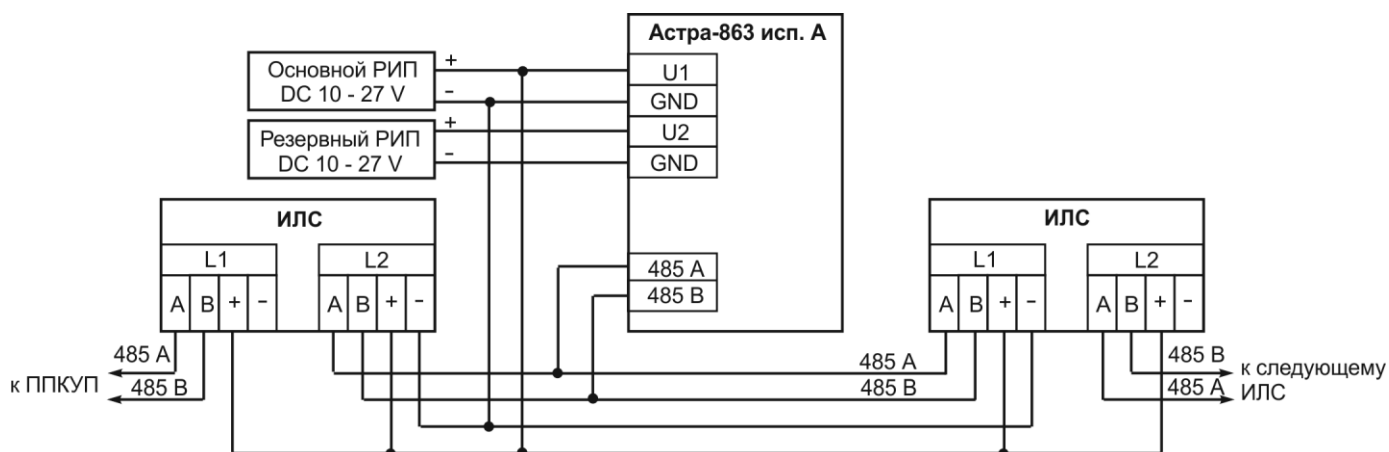 Астра-863 исп. А
Основной РИП
DC 10 - 27 V
+
-
U1
GND
Резервный РИП
DC 10 - 27 V
+
-
U2
GND
ИЛС
L1
L2
A
B
+
-
A
B
+
-
485 A
485 B
ИЛС
L1
L2
A
B
+
-
A
B
+
-
485 A
485 B
к ППКУП
485 A
485 B
485 B
485 A
к следующему
ИЛС